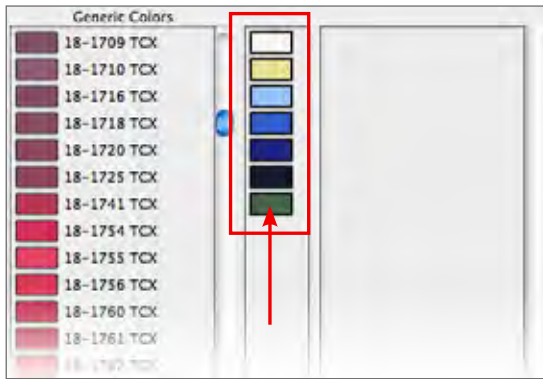 Generic Colors
18-1709 TCX
18-1710 TCX
18-1716 TCX
18-1718 TCX
18-1720 TCX
18-1725 TCX
18-1741 TCX
18-1754 TCX
18-1755 TCX
18-1756 TCX
18-1760 TCX
18-1761 TCX